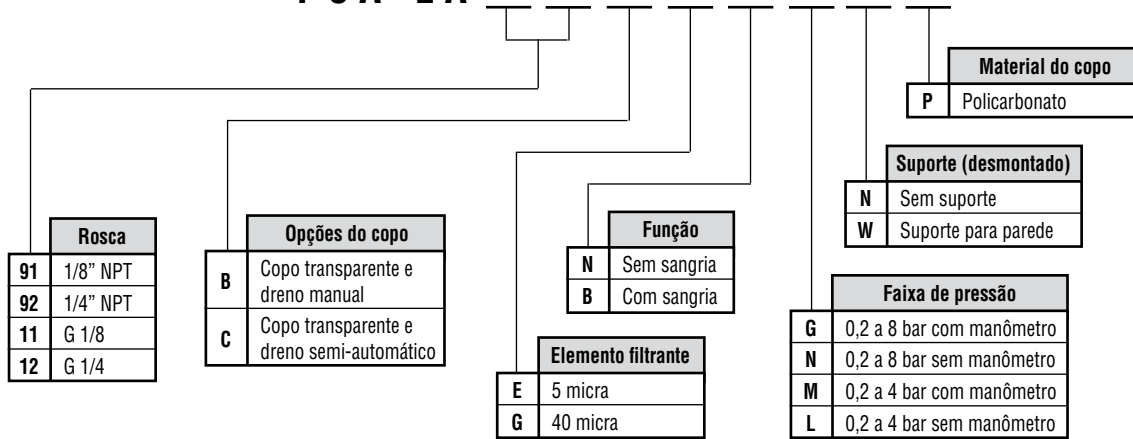 Material do copo
P Policarbonato
Suporte (desmontado)
N Sem suporte
W Suporte para parede
Rosca
91 1/8” NPT
92 1/4” NPT
11 G 1/8
12 G 1/4
Opções do copo
B Copo transparente e
dreno manual
C Copo transparente e
dreno semi-automático
Função
N Sem sangria
B Com sangria
Elemento filtrante
E 5 micra
G 40 micra
Faixa de pressão
G 0,2 a 8 bar com manômetro
N 0,2 a 8 bar sem manômetro
M 0,2 a 4 bar com manômetro
L 0,2 a 4 bar sem manômetro